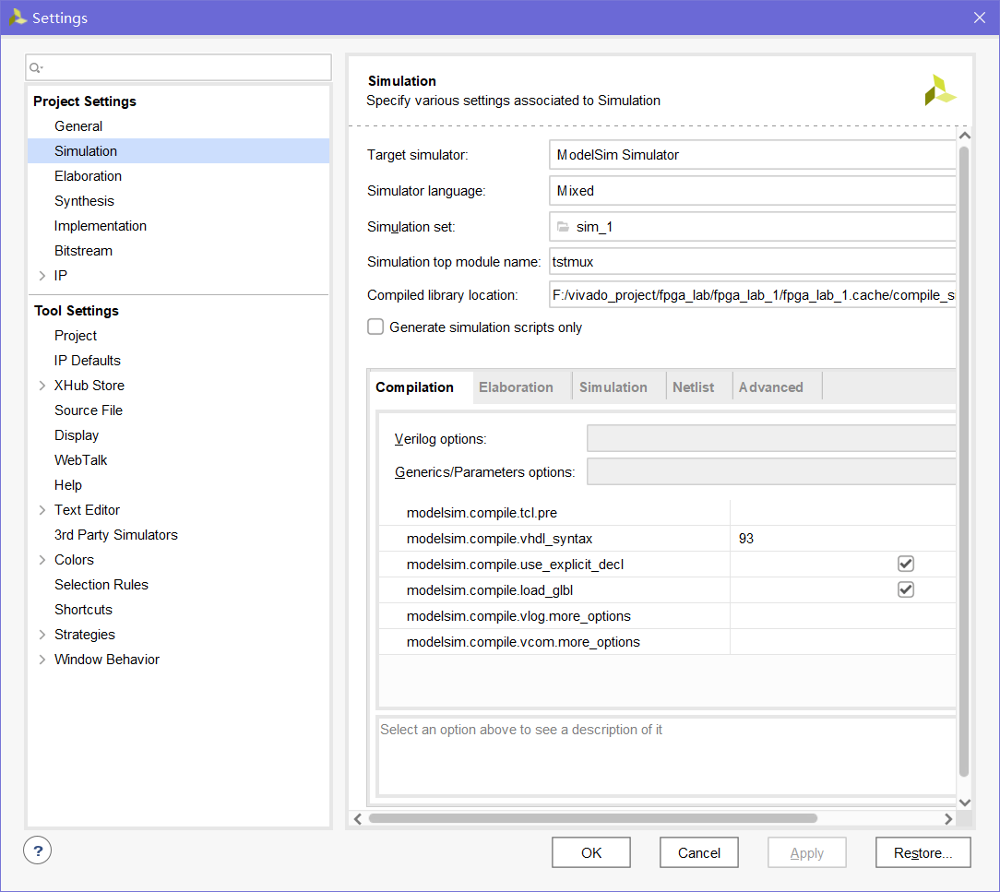 Settings
Project Settings
General
Simulation
Elaboration
Synthesis
Implementation
Bitstream
IP
Tool Settings
Project
IP Defaults
XHub Store
Source File
Display
WebTalk
Help
Text Editor
3rd Party Simulators
Colors
Selection Rules
Shortcuts
Strategies
Window Behavior
Simulation
Specify various settings associated to Simulation
Target simulator: ModelSim Simulator
Simulator language: Mixed
Simulation set: sim_1
Simulation top module name: tstmux
Compiled library location: F:/vivado_project/fpga_lab/fpga_lab_1/fpga_lab_1.cache/compile_s
Generate simulation scripts only
Compilation Elaboration Simulation Netlist Advanced
Verilog options:
Generics/Parameters options:
modelsim.compile.tcl.pre
modelsim.compile.vhdl_syntax 93
modelsim.compile.use_explicit_decl
modelsim.compile.load_glbl
modelsim.compile.vlog.more_options
modelsim.compile.vcom.more_options
Select an option above to see a description of it
? OK Cancel Apply Restore...